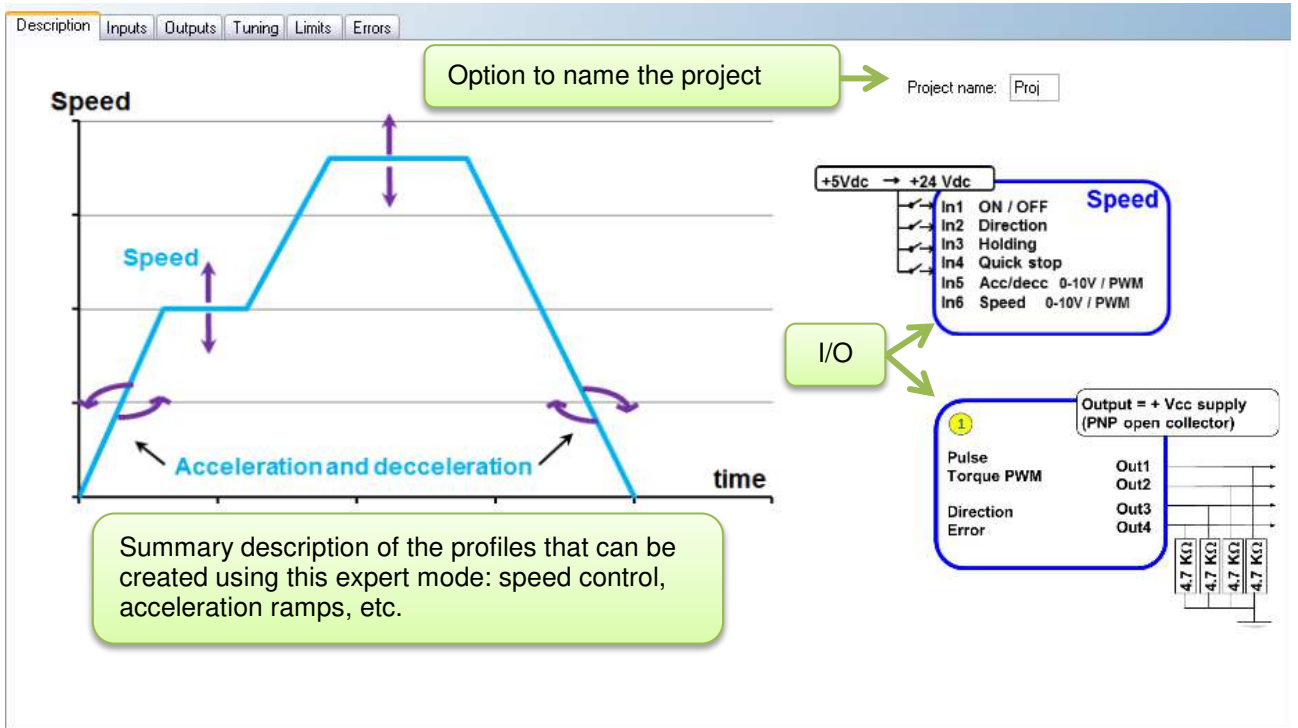 Description Inputs Outputs Tuning Limits Errors
Option to name the project
Project name: Proj
Speed
Speed
Acceleration and decceleration
time
Summary description of the profiles that can be
created using this expert mode: speed control,
acceleration ramps, etc.
+5Vdc → +24 Vdc
Speed
In1 ON / OFF
In2 Direction
In3 Holding
In4 Quick stop
In5 Acc/decc 0-10V / PWM
In6 Speed 0-10V / PWM
I/O
Output = + Vcc supply
(PNP open collector)
1
Pulse Out1
Torque PWM Out2
Direction Out3
Error Out4
4.7 KΩ
4.7 KΩ
4.7 KΩ
4.7 KΩ